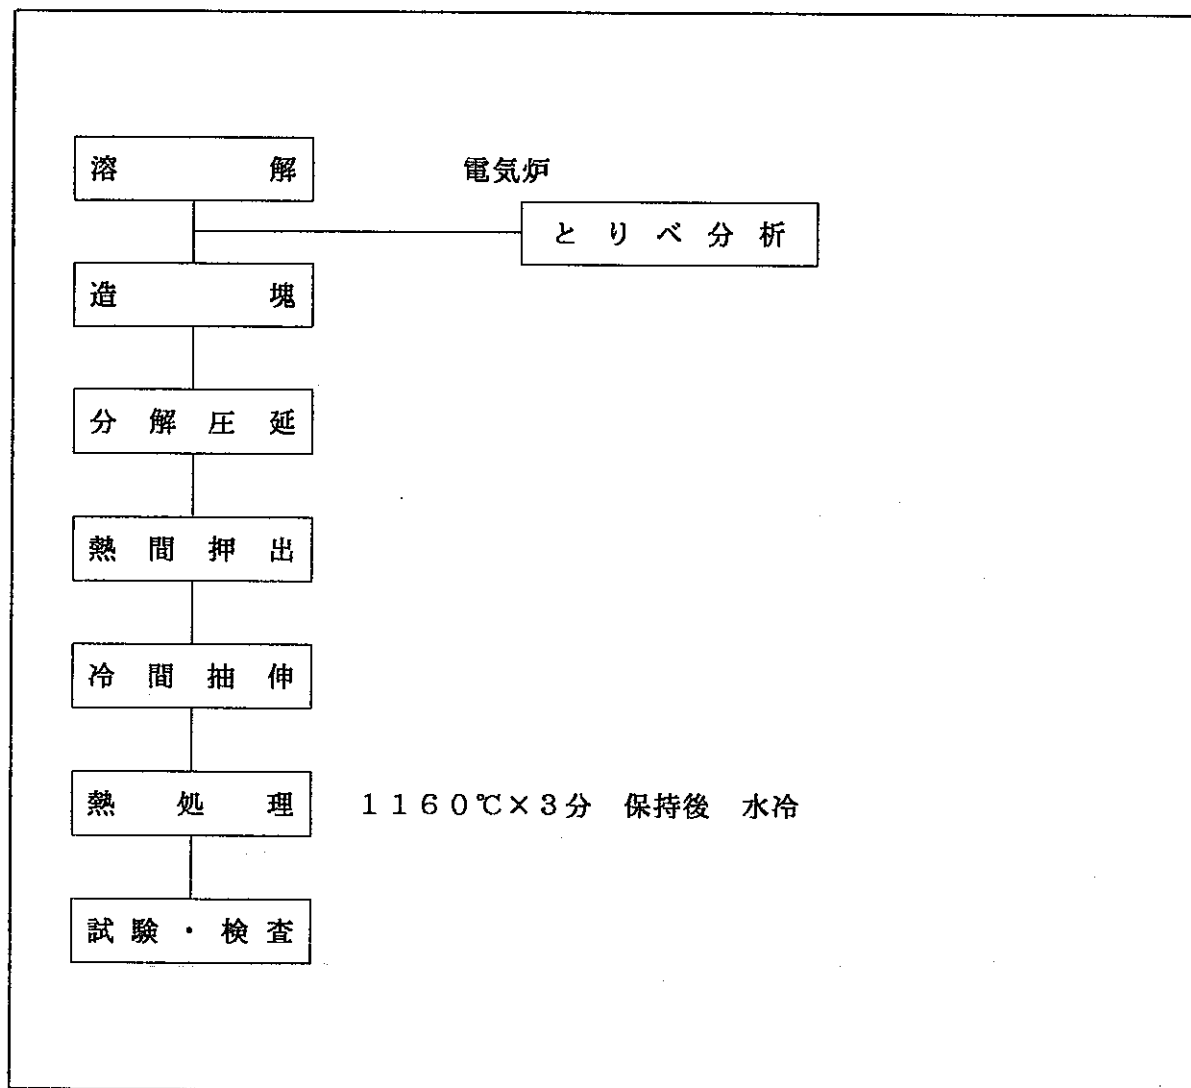 溶解
電気炉
とりべ分析
造塊
分解圧延
熱間押出
冷間抽伸
熱処理
1160℃×3分 保持後 水冷
試験・検査